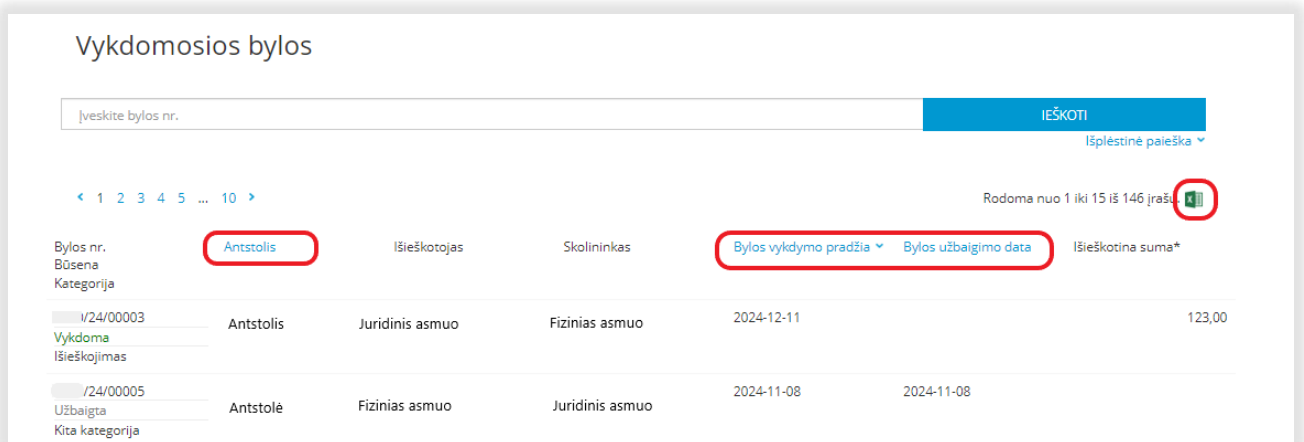 Vykdomosios bylos
Įveskite bylos nr.
IEŠKOTI
Išplėstinė paieška
1 2 3 4 5 ... 10
Rodoma nuo 1 iki 15 iš 146 įrašų.
Bylos nr.
Būsena
Kategorija
Antstolis
Išieškotojas
Skolininkas
Bylos vykdymo pradžia
Bylos užbaigimo data
Išieškotina suma*
/24/00003
Vykdoma
Išieškojimas
Antstolis
Juridinis asmuo
Fizinias asmuo
2024-12-11
123,00
/24/00005
Užbaigta
Kita kategorija
Antstolė
Fizinias asmuo
Juridinis asmuo
2024-11-08
2024-11-08